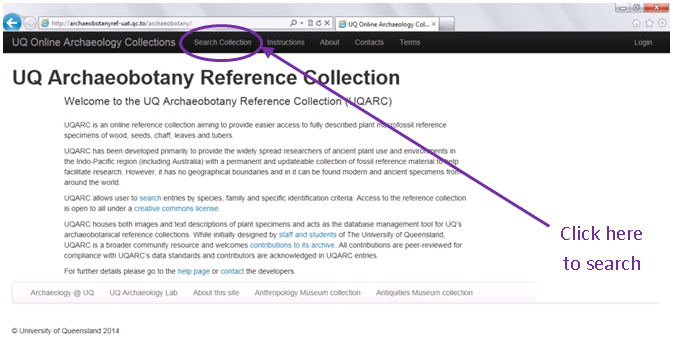 http://archaeobotanyref-uat.qc.to/archaeobotany/
UQ Online Archaeology Col...
UQ Online Archaeology Collections Search Collection Instructions About Contacts Terms Login
UQ Archaeobotany Reference Collection
Welcome to the UQ Archaeobotany Reference Collection (UQARC)
UQARC is an online reference collection aiming to provide easier access to fully described plant macrofossil reference
specimens of wood, seeds, chaff, leaves and tubers.
UQARC has been developed primarily to provide the widely spread researchers of ancient plant use and environments in
the Indo-Pacific region (including Australia) with a permanent and updateable collection of fossil reference material to help
facilitate research. However, it has no geographical boundaries and in it can be found modern and ancient specimens from
around the world.
UQARC allows user to search entries by species, family and specific identification criteria. Access to the reference collection
is open to all under a creative commons license.
UQARC houses both images and text descriptions of plant specimens and acts as the database management tool for UQ's
archaeobotanical reference collections. While initially designed by staff and students of The University of Queensland,
UQARC is a broader community resource and welcomes contributions to its archive. All contributions are peer-reviewed for
compliance with UQARC's data standards and contributors are acknowledged in UQARC entries.
For further details please go to the help page or contact the developers.
Click here
to search
Archaeology @ UQ UQ Archaeology Lab About this site Anthropology Museum collection Antiquities Museum collection
© University of Queensland 2014